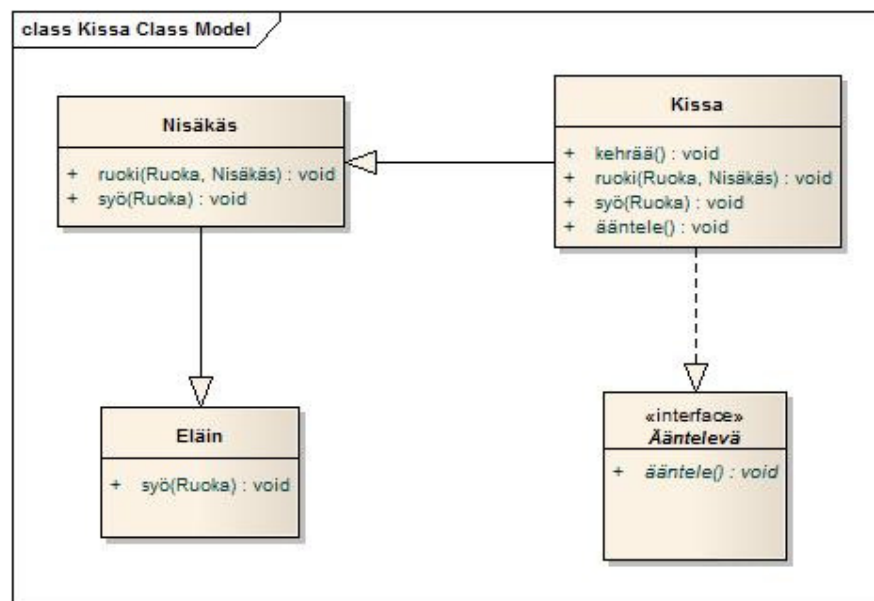 class Kissa Class Model
Nisäkäs
+ ruoki(Ruoka, Nisäkäs) : void
+ syö(Ruoka) : void
Kissa
+ kehrää() : void
+ ruoki(Ruoka, Nisäkäs) : void
+ syö(Ruoka) : void
+ ääntele() : void
Eläin
+ syö(Ruoka) : void
«interface»
Ääntelevä
+ ääntele() : void